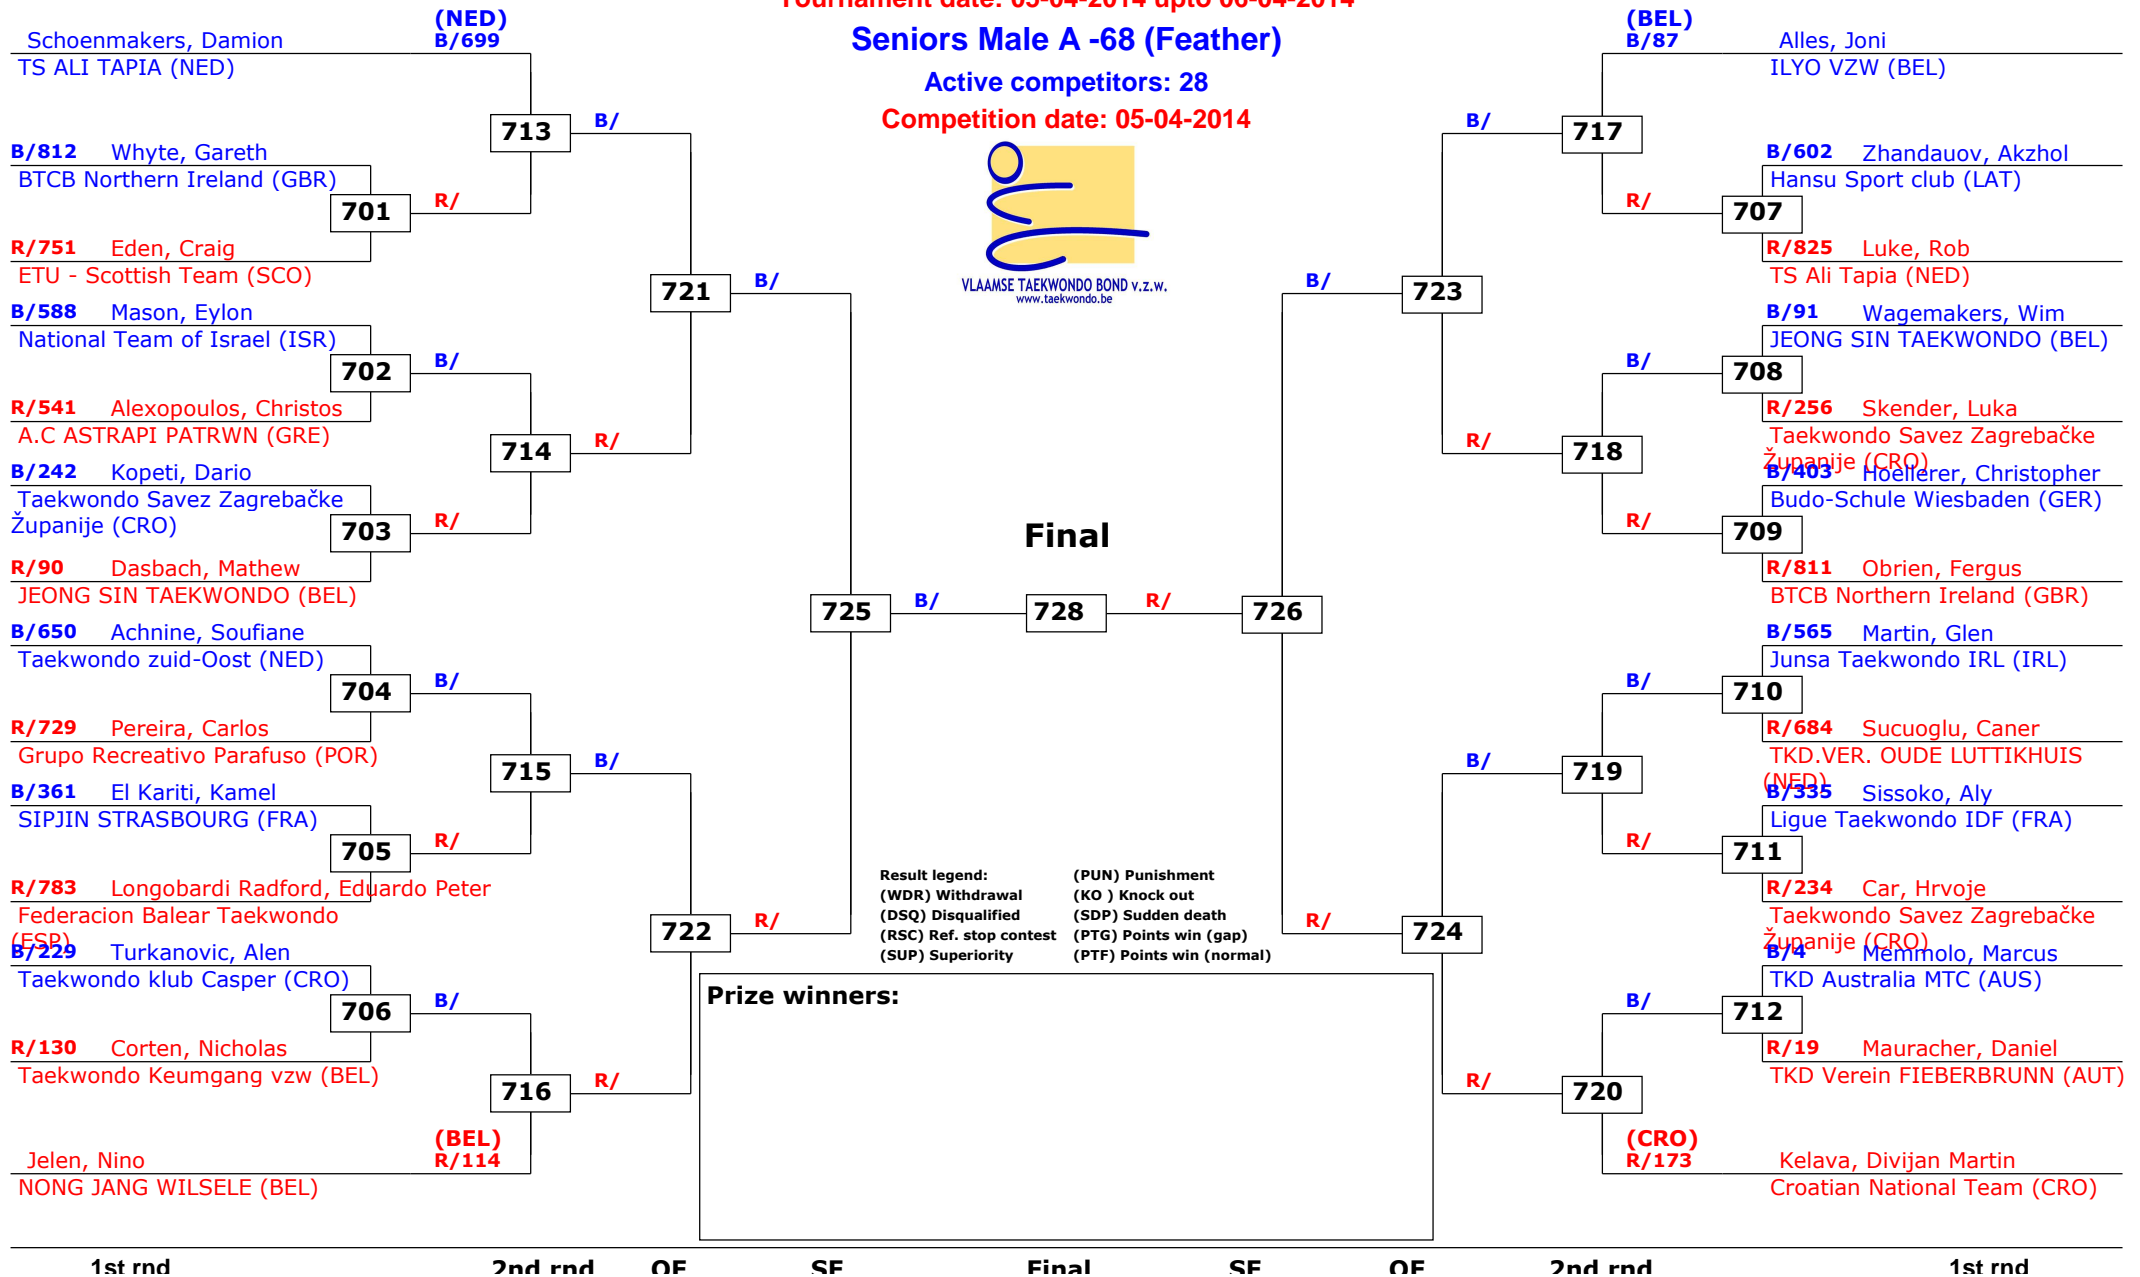 Tournament date: 05-04-2014 upto 06-04-2014
Seniors Male A -68 (Feather)
Active competitors: 28
Competition date: 05-04-2014
VLAAMSE TAEKWONDO BOND v.z.w.
www.taekwondo.be
(NED)
Schoenmakers, Damion B/699
TS ALI TAPIA (NED)
713 B/
B/812 Whyte, Gareth
BTCB Northern Ireland (GBR)
701 R/
R/751 Eden, Craig
ETU - Scottish Team (SCO)
721 B/
B/588 Mason, Eylon
National Team of Israel (ISR)
702 B/
R/541 Alexopoulos, Christos
A.C ASTRAPI PATRWN (GRE)
714 R/
B/242 Kopeti, Dario
Taekwondo Savez Zagrebačke
Županije (CRO)
703 R/
R/90 Dasbach, Mathew
JEONG SIN TAEKWONDO (BEL)
725 B/
B/650 Achnine, Soufiane
Taekwondo zuid-Oost (NED)
704 B/
R/729 Pereira, Carlos
Grupo Recreativo Parafuso (POR)
715 B/
B/361 El Kariti, Kamel
SIPJIN STRASBOURG (FRA)
705 R/
R/783 Longobardi Radford, Eduardo Peter
Federacion Balear Taekwondo
(ESP)
722 R/
B/229 Turkanovic, Alen
Taekwondo klub Casper (CRO)
706 B/
R/130 Corten, Nicholas
Taekwondo Keumgang vzw (BEL)
716 R/
(BEL)
Jelen, Nino R/114
NONG JANG WILSELE (BEL)
Final
728
(BEL)
B/87 Alles, Joni
ILYO VZW (BEL)
B/ 717
B/602 Zhandauov, Akzhol
Hansu Sport club (LAT)
R/ 707
R/825 Luke, Rob
TS Ali Tapia (NED)
B/ 723
B/91 Wagemakers, Wim
JEONG SIN TAEKWONDO (BEL)
B/ 708
R/256 Skender, Luka
Taekwondo Savez Zagrebačke
Županije (CRO)
R/ 718
B/403 Hoellerer, Christopher
Budo-Schule Wiesbaden (GER)
R/ 709
R/811 Obrien, Fergus
BTCB Northern Ireland (GBR)
R/ 726
B/565 Martin, Glen
Junsa Taekwondo IRL (IRL)
B/ 710
R/684 Sucuoglu, Caner
TKD.VER. OUDE LUTTIKHUIS
(NED)
B/ 719
B/335 Sissoko, Aly
Ligue Taekwondo IDF (FRA)
R/ 711
R/234 Car, Hrvoje
Taekwondo Savez Zagrebačke
Županije (CRO)
R/ 724
B/4 Memmolo, Marcus
TKD Australia MTC (AUS)
B/ 712
R/19 Mauracher, Daniel
TKD Verein FIEBERBRUNN (AUT)
R/ 720
(CRO)
R/173 Kelava, Divijan Martin
Croatian National Team (CRO)
Result legend: (PUN) Punishment
(WDR) Withdrawal (KO ) Knock out
(DSQ) Disqualified (SDP) Sudden death
(RSC) Ref. stop contest (PTG) Points win (gap)
(SUP) Superiority (PTF) Points win (normal)
Prize winners:
1st rnd 2nd rnd QF SF Final SF QF 2nd rnd 1st rnd